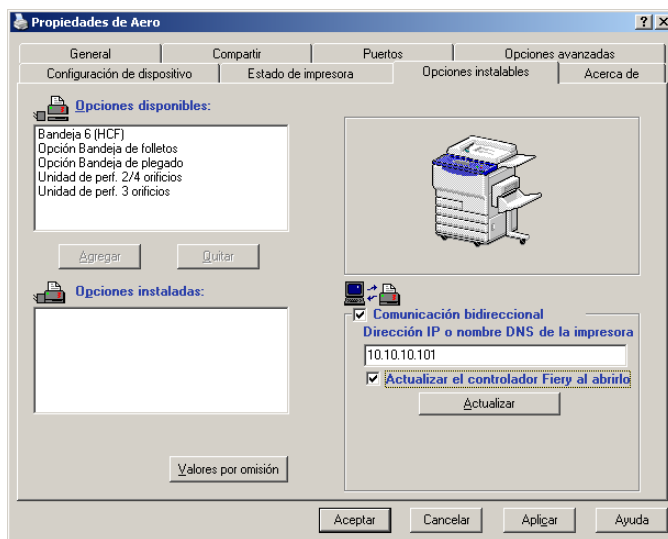 Propiedades de Aero
General Compartir Puertos Opciones avanzadas
Configuración de dispositivo Estado de impresora Opciones instalables Acerca de
Opciones disponibles:
Bandeja 6 (HCF)
Opción Bandeja de folletos
Opción Bandeja de plegado
Unidad de perf. 2/4 orificios
Unidad de perf. 3 orificios
Agregar Quitar
Opciones instaladas:
Comunicación bidireccional
Dirección IP o nombre DNS de la impresora
10.10.10.101
Actualizar el controlador Fiery al abrirlo
Actualizar
Valores por omisión
Aceptar Cancelar Aplicar Ayuda